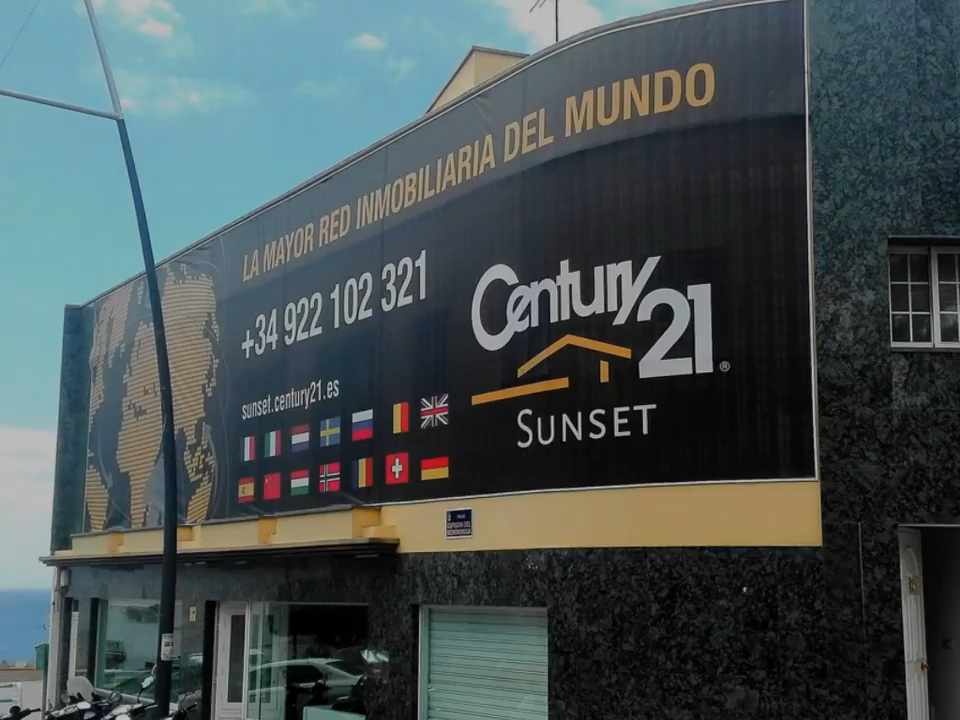 LA MAYOR RED INMOBILIARIA DEL MUNDO
+34 922 102 321
sunset.century21.es
Century 21®
SUNSET